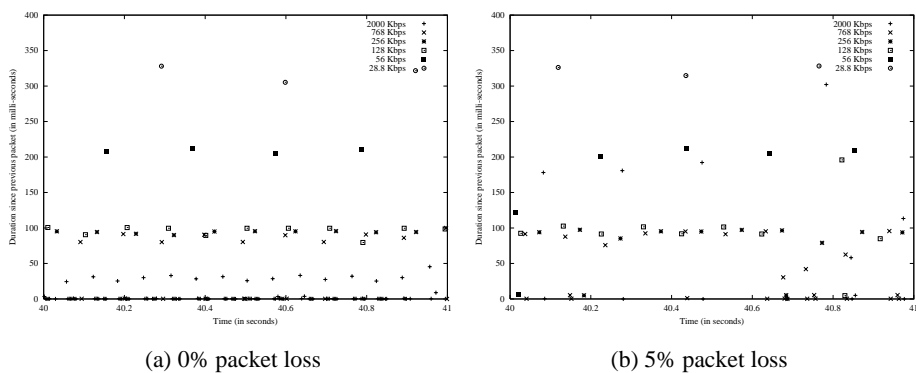 400
350
300
250
200
150
100
50
0
Duration since previous packet (in milli-seconds)
2000 Kbps
768 Kbps
256 Kbps
128 Kbps
56 Kbps
28.8 Kbps
40
40.2
40.4
40.6
40.8
41
Time (in seconds)
(a) 0% packet loss
400
350
300
250
200
150
100
50
0
Duration since previous packet (in milli-seconds)
2000 Kbps
768 Kbps
256 Kbps
128 Kbps
56 Kbps
28.8 Kbps
40
40.2
40.4
40.6
40.8
41
Time (in seconds)
(b) 5% packet loss